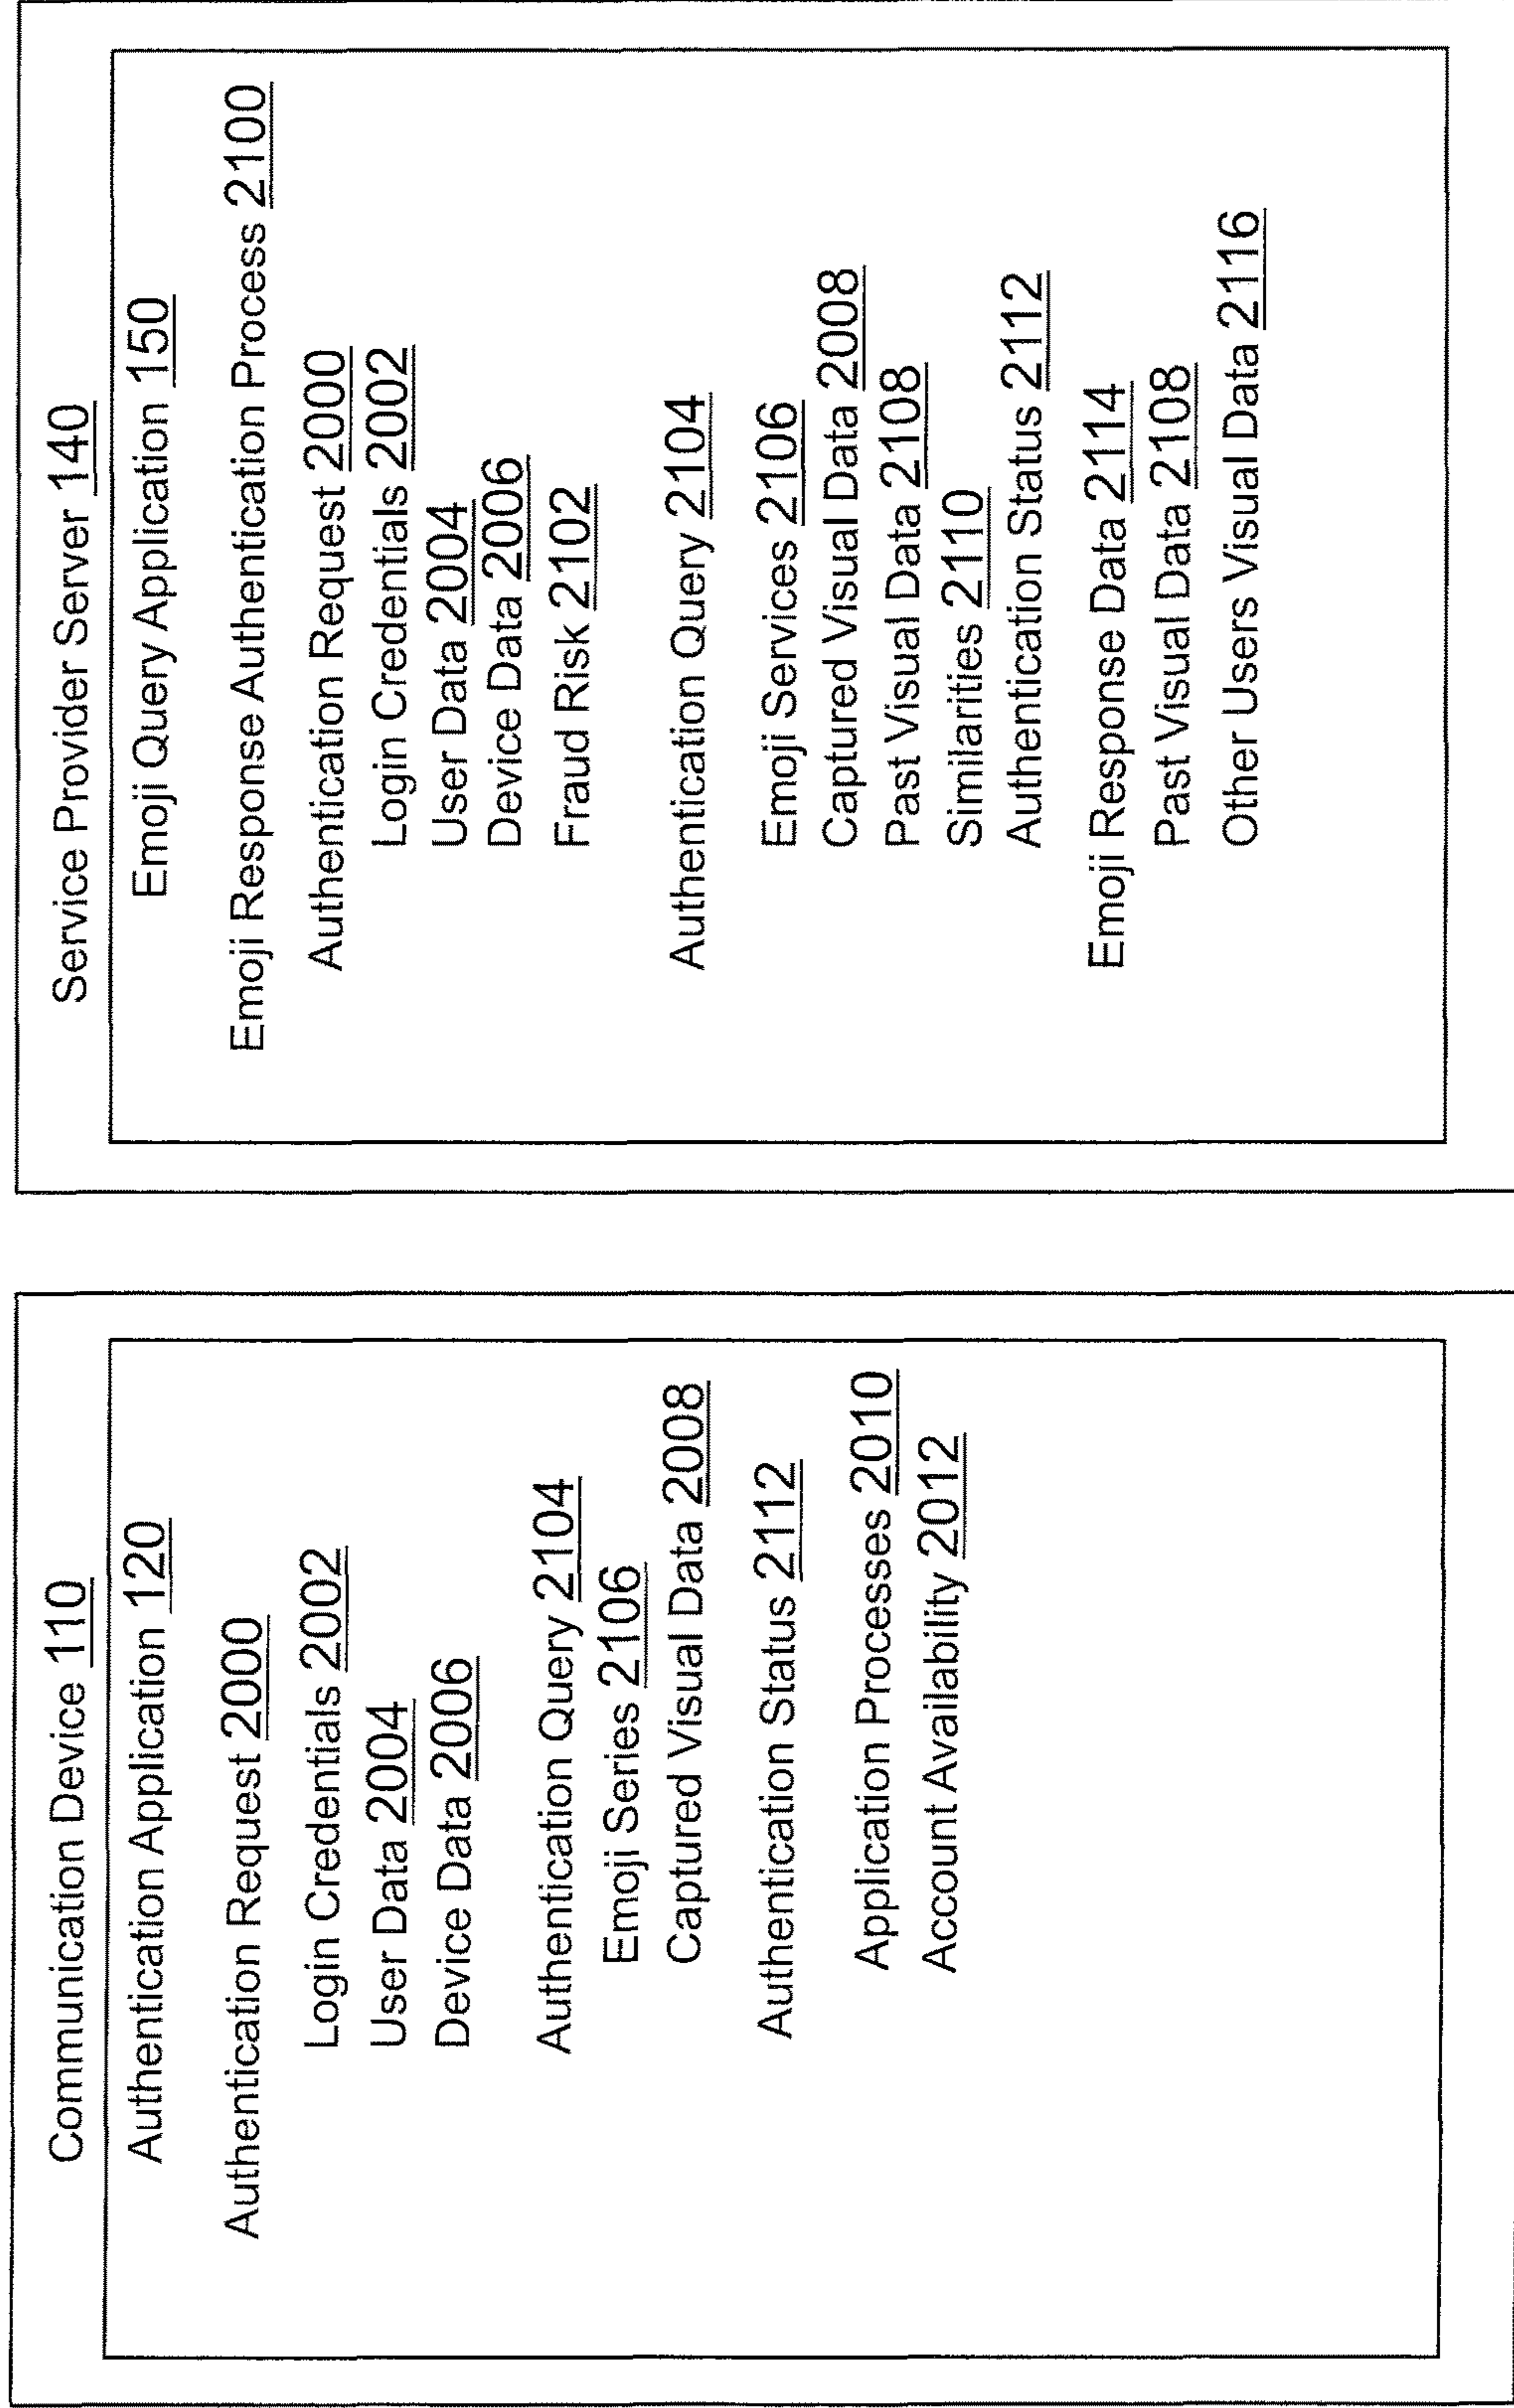 Communication Device 110
Authentication Application 120
Authentication Request 2000
Login Credentials 2002
User Data 2004
Device Data 2006
Authentication Query 2104
Emoji Series 2106
Captured Visual Data 2008
Authentication Status 2112
Application Processes 2010
Account Availability 2012
Service Provider Server 140
Emoji Query Application 150
Emoji Response Authentication Process 2100
Authentication Request 2000
Login Credentials 2002
User Data 2004
Device Data 2006
Fraud Risk 2102
Authentication Query 2104
Emoji Services 2106
Captured Visual Data 2008
Past Visual Data 2108
Similarities 2110
Authentication Status 2112
Emoji Response Data 2114
Past Visual Data 2108
Other Users Visual Data 2116